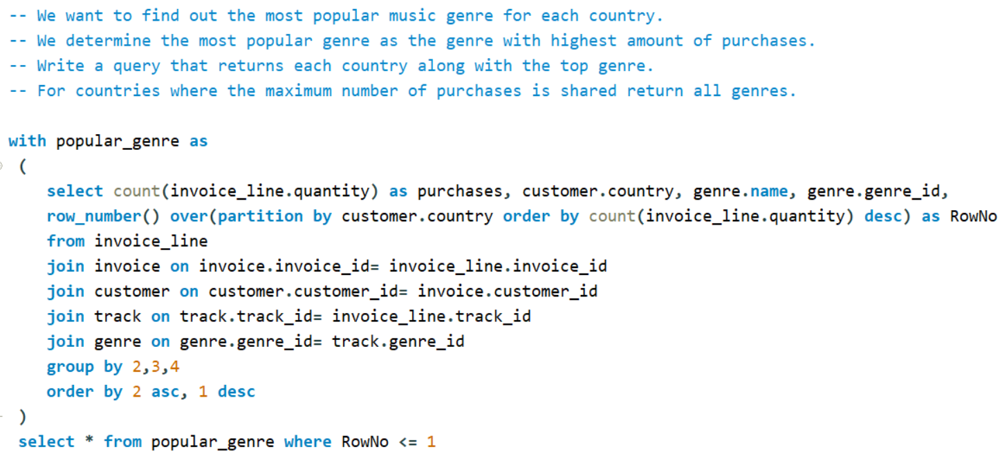 -- We want to find out the most popular music genre for each country.
-- We determine the most popular genre as the genre with highest amount of purchases.
-- Write a query that returns each country along with the top genre.
-- For countries where the maximum number of purchases is shared return all genres.
with popular_genre as
(
select count(invoice_line.quantity) as purchases, customer.country, genre.name, genre.genre_id,
row_number() over(partition by customer.country order by count(invoice_line.quantity) desc) as RowNo
from invoice_line
join invoice on invoice.invoice_id= invoice_line.invoice_id
join customer on customer.customer_id= invoice.customer_id
join track on track.track_id= invoice_line.track_id
join genre on genre.genre_id= track.genre_id
group by 2,3,4
order by 2 asc, 1 desc
)
select * from popular_genre where RowNo <= 1